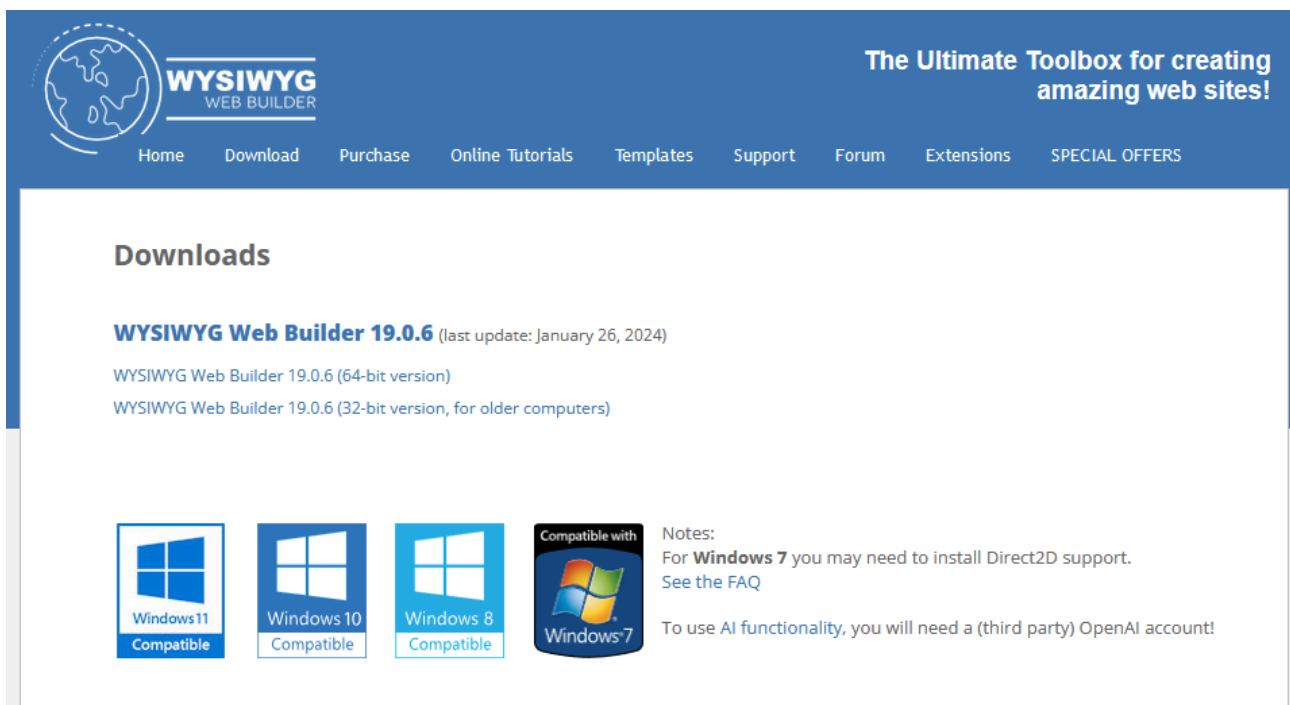 WYSIWYG
WEB BUILDER
The Ultimate Toolbox for creating
amazing web sites!
Home Download Purchase Online Tutorials Templates Support Forum Extensions SPECIAL OFFERS
Downloads
WYSIWYG Web Builder 19.0.6 (last update: January 26, 2024)
WYSIWYG Web Builder 19.0.6 (64-bit version)
WYSIWYG Web Builder 19.0.6 (32-bit version, for older computers)
Windows 11
Compatible
Windows 10
Compatible
Windows 8
Compatible
Compatible with
Windows 7
Notes:
For Windows 7 you may need to install Direct2D support.
See the FAQ
To use AI functionality, you will need a (third party) OpenAI account!